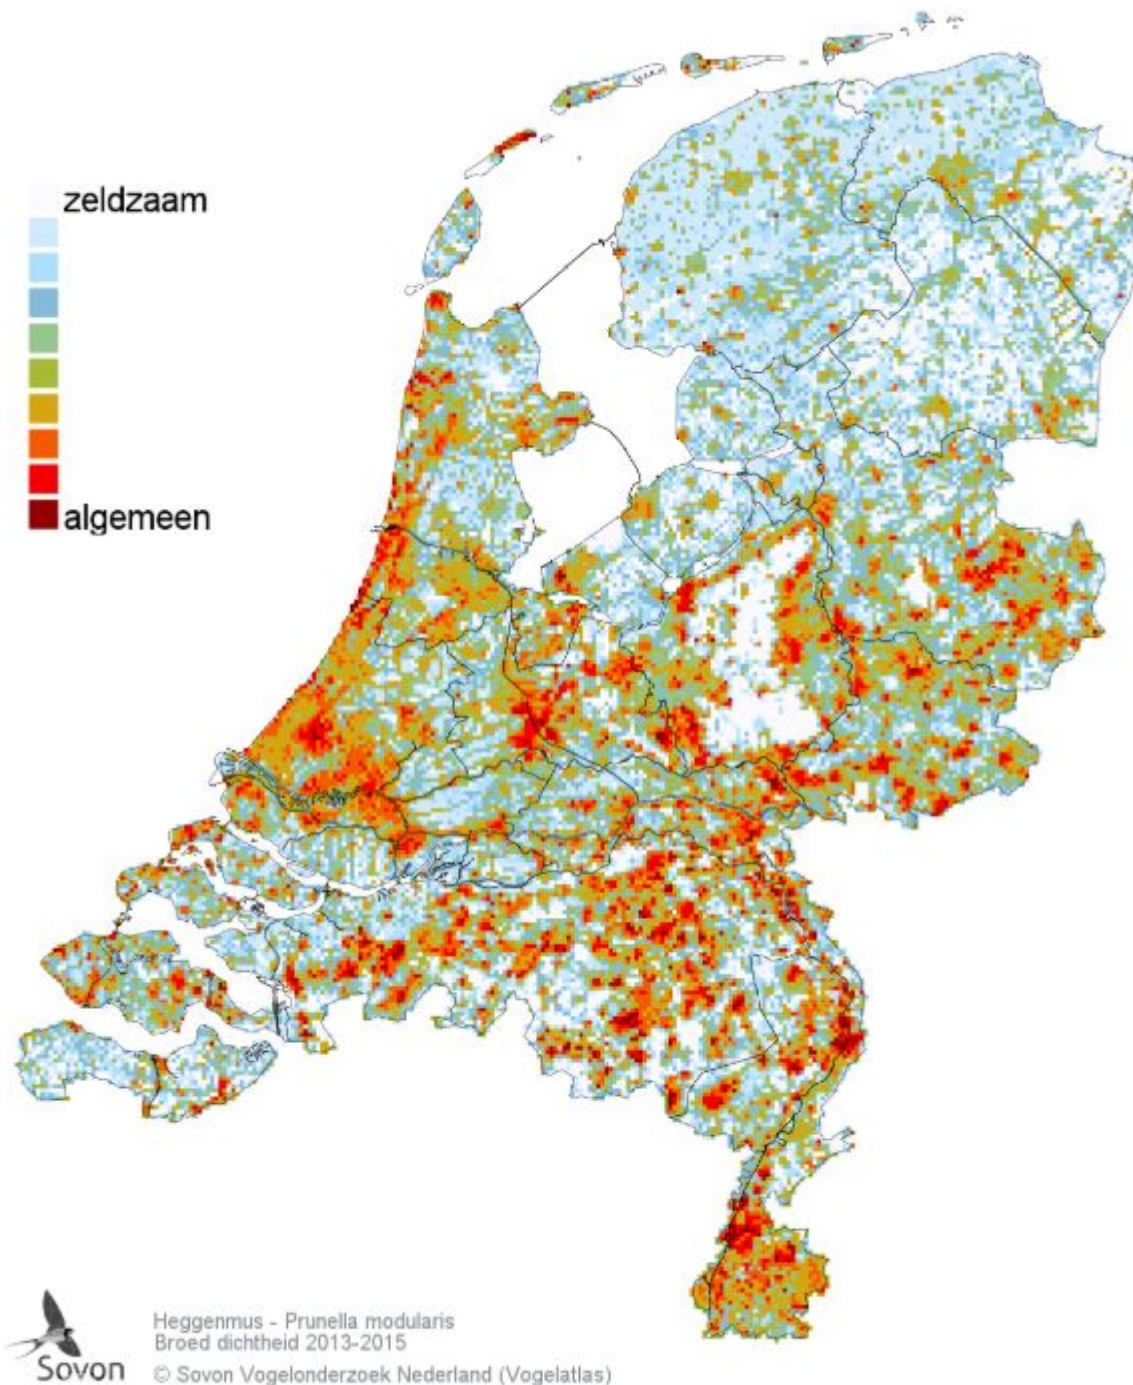 zeldzaam
algemeen
Heggenmus - Prunella modularis
Broed dichtheid 2013-2015
Sovon
© Sovon Vogelonderzoek Nederland (Vogelatlas)